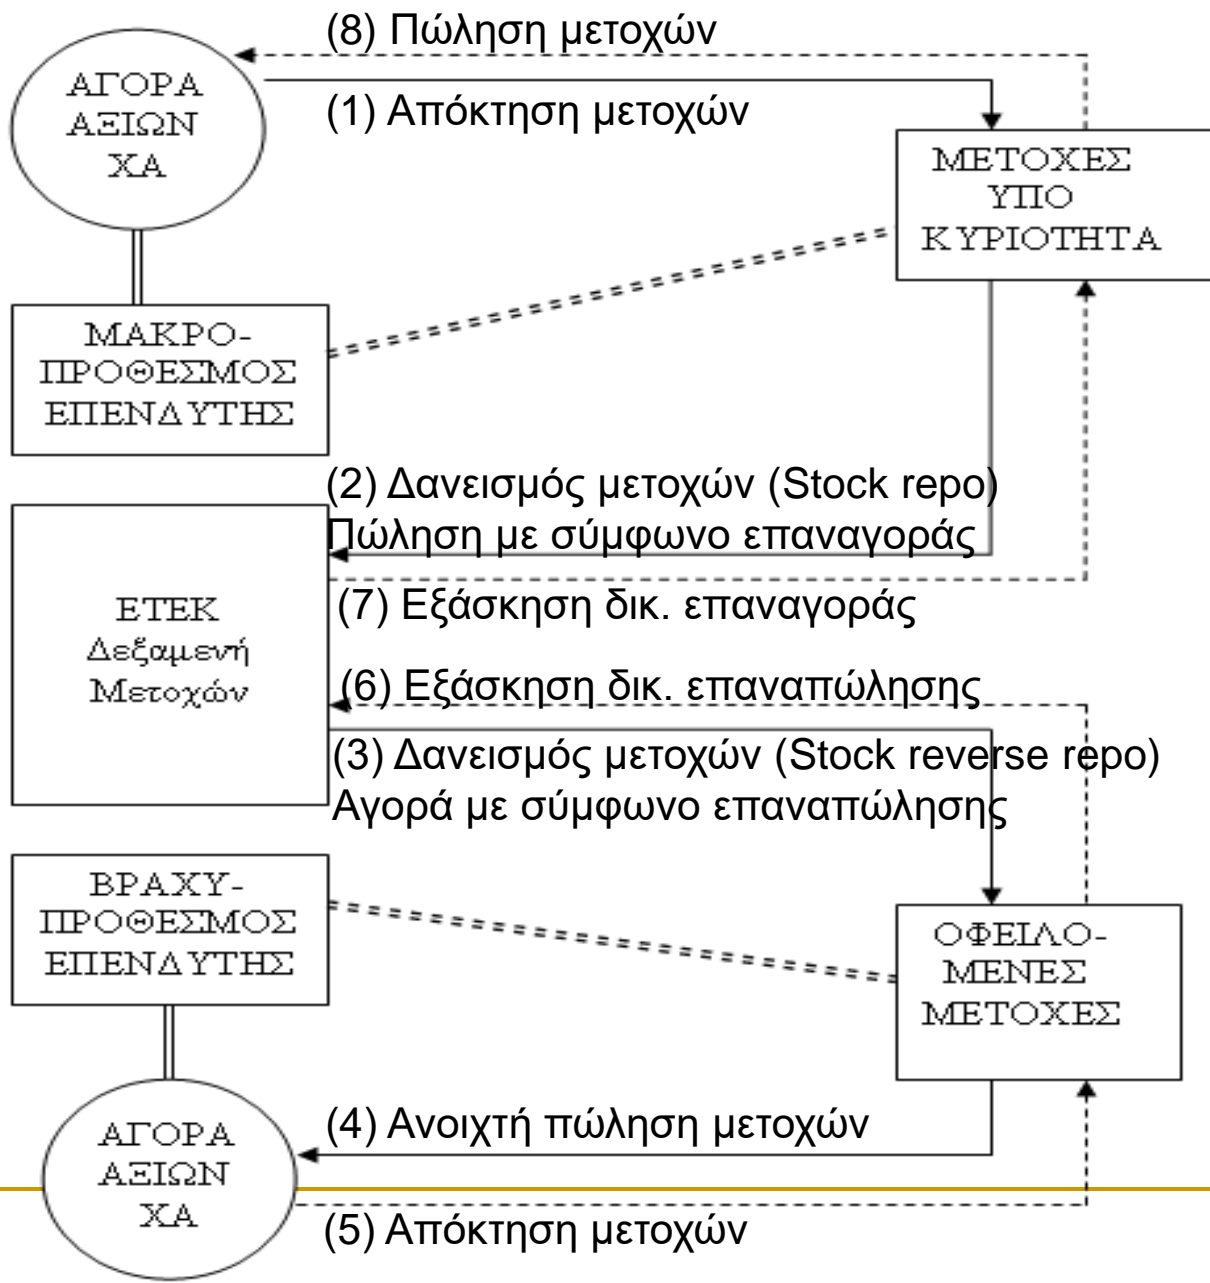 (8) Πώληση μετοχών
ΑΓΟΡΑ
ΑΞΙΩΝ
ΧΑ
(1) Απόκτηση μετοχών
ΜΕΤΟΧΕΣ
ΥΠΟ
ΚΥΡΙΟΤΗΤΑ
ΜΑΚΡΟ-
ΠΡΟΘΕΣΜΟΣ
ΕΠΕΝΔΥΤΗΣ
(2) Δανεισμός μετοχών (Stock repo)
Πώληση με σύμφωνο επαναγοράς
ΕΤΕΚ
Δεξαμενή
Μετοχών
(7) Εξάσκηση δικ. επαναγοράς
(6) Εξάσκηση δικ. επαναπώλησης
(3) Δανεισμός μετοχών (Stock reverse repo)
Αγορά με σύμφωνο επαναπώλησης
ΒΡΑΧΥ-
ΠΡΟΘΕΣΜΟΣ
ΕΠΕΝΔΥΤΗΣ
ΟΦΕΙΛΟ-
ΜΕΝΕΣ
ΜΕΤΟΧΕΣ
(4) Ανοιχτή πώληση μετοχών
ΑΓΟΡΑ
ΑΞΙΩΝ
ΧΑ
(5) Απόκτηση μετοχών